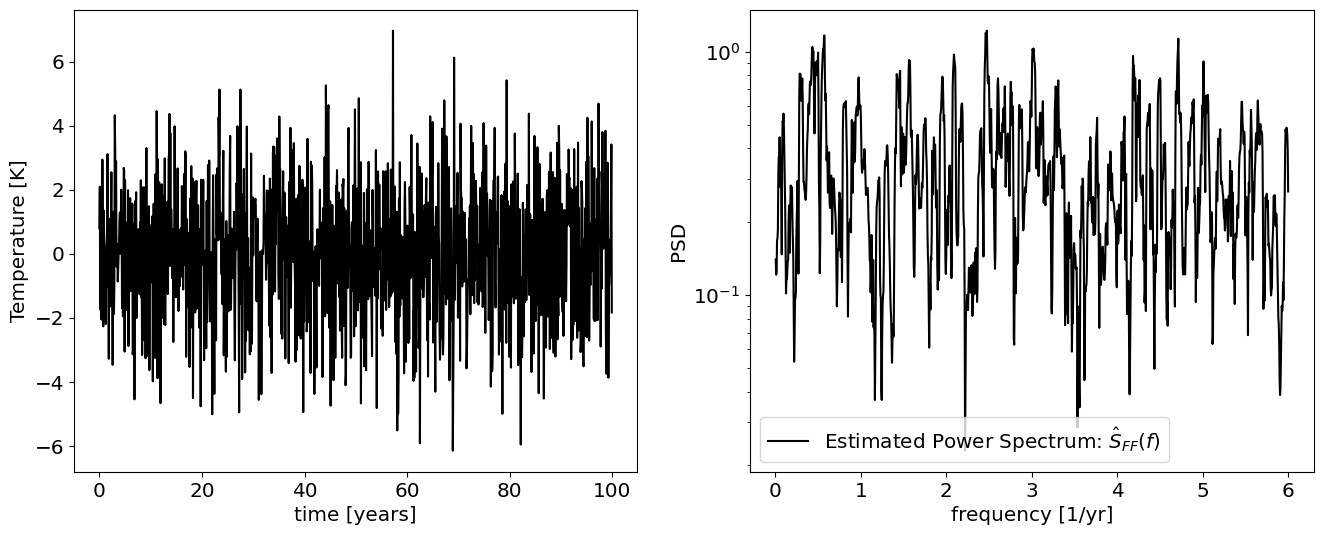 Temperature [K]
6
4
2
0
−2
−4
−6
0 20 40 60 80 100
time [years]
PSD
10⁰
10⁻¹
Estimated Power Spectrum: Ŝ_FF(f)
0 1 2 3 4 5 6
frequency [1/yr]